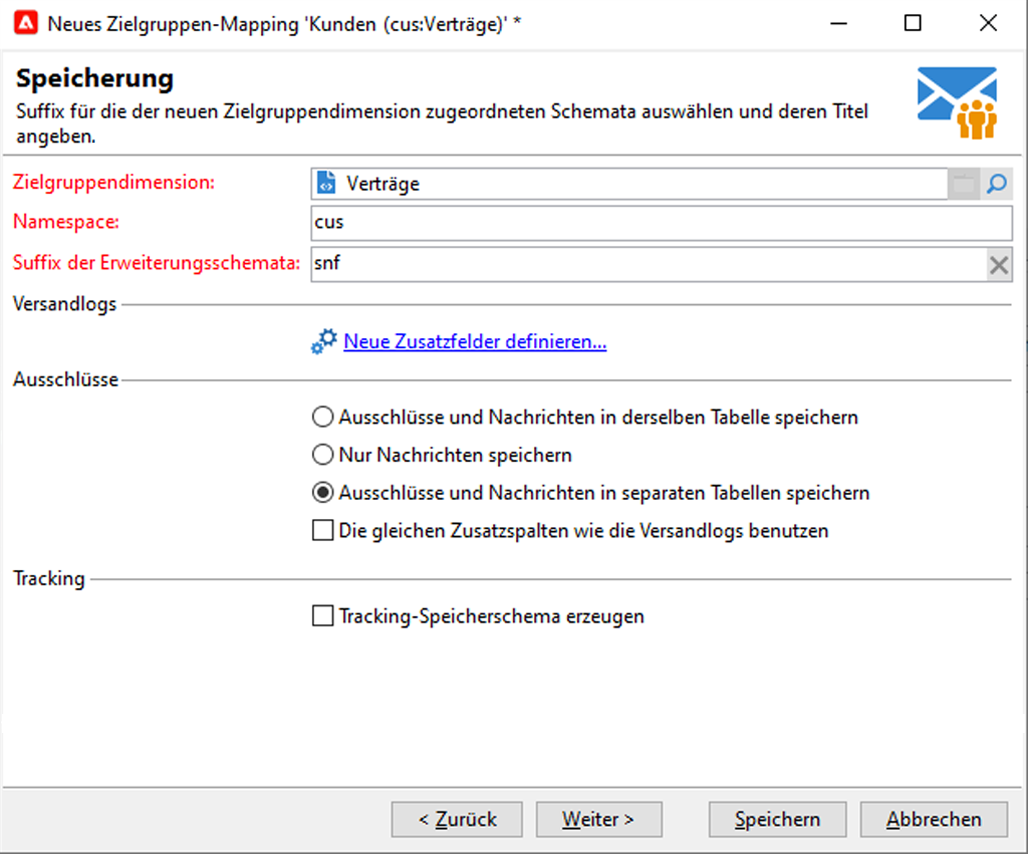 Neues Zielgruppen-Mapping 'Kunden (cus:Verträge)' *
Speicherung
Suffix für die der neuen Zielgruppendimension zugeordneten Schemata auswählen und deren Titel
angeben.
Zielgruppendimension: Verträge
Namespace: cus
Suffix der Erweiterungsschemata: snf
Versandlogs
Neue Zusatzfelder definieren...
Ausschlüsse
Ausschlüsse und Nachrichten in derselben Tabelle speichern
Nur Nachrichten speichern
Ausschlüsse und Nachrichten in separaten Tabellen speichern
Die gleichen Zusatzspalten wie die Versandlogs benutzen
Tracking
Tracking-Speicherschema erzeugen
< Zurück Weiter > Speichern Abbrechen